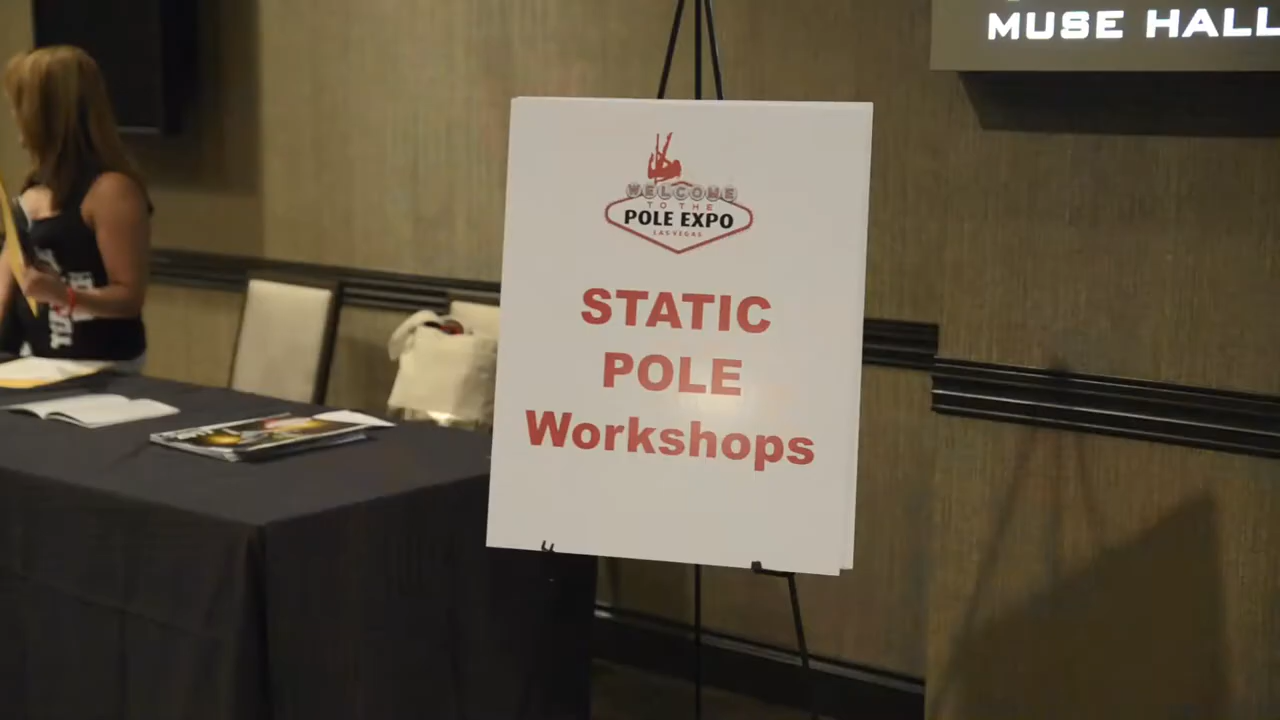 MUSE HALL
WELCOME
TO THE
POLE EXPO
LAS VEGAS
STATIC
POLE
Workshops